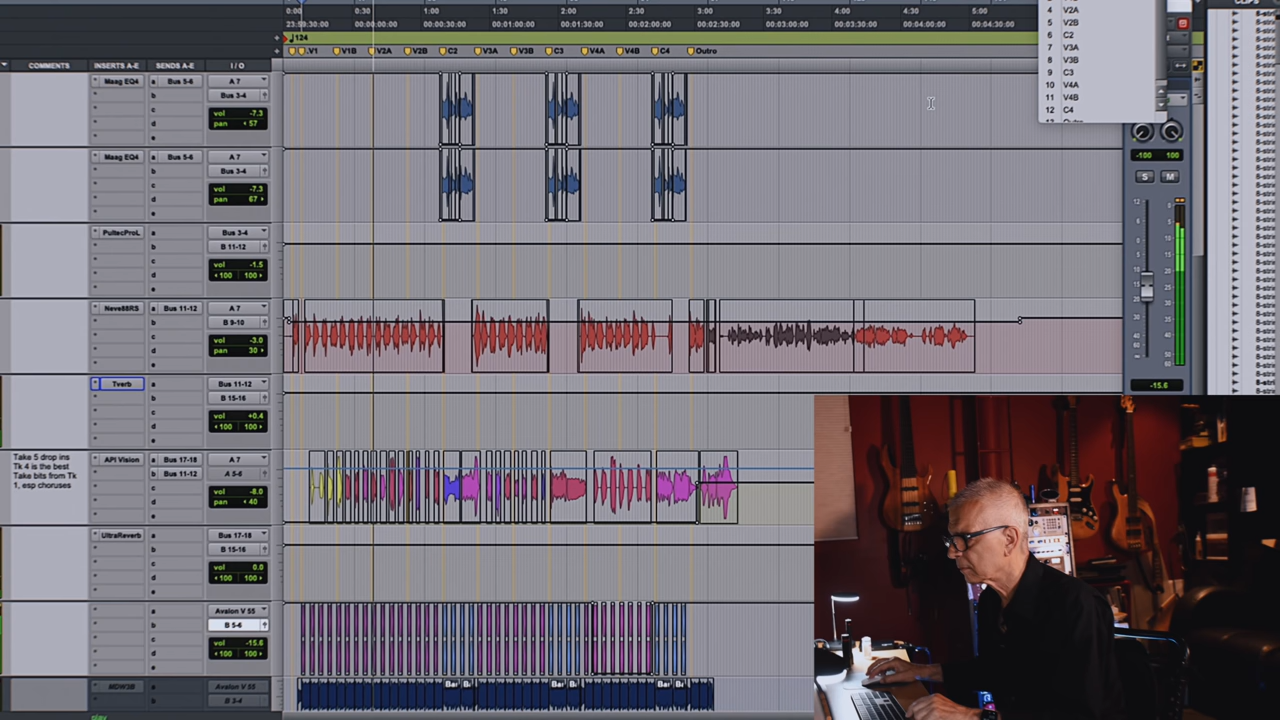 0:00 0:30 1:00 1:30 2:00 2:30 3:00 3:30 4:00 4:30 5:00
23:59:30:00 00:00:00:00 00:00:30:00 00:01:00:00 00:01:30:00 00:02:00:00 00:02:30:00 00:03:00:00 00:03:30:00 00:04:00:00 00:04:30:00
124
V1 V1B V2A V2B C2 V3A V3B C3 V4A V4B C4 Outro
COMMENTS INSERTS A-E SENDS A-E I / O
Maag EQ4 a Bus 5-6 A 7
b Bus 3-4
c vol -7.3
d pan 57
e
Maag EQ4 a Bus 5-6 A 7
b Bus 3-4
c vol -7.3
d pan 67
e
PultecProL a Bus 3-4
b B 11-12
c vol -1.5
d 100 100
e
Neve88RS a Bus 11-12 A 7
b B 9-10
c vol -3.0
d pan 30
e
Tverb a Bus 11-12
b B 15-16
c vol +0.4
d 100 100
e
Take 5 drop ins
Tk 4 is the best
Take bits from Tk
1, esp choruses
API Vision a Bus 17-18 A 7
b Bus 11-12 A 5-6
c vol -8.0
d pan 40
e
UltraReverb a Bus 17-18
b B 15-16
c vol 0.0
d 100 100
e
a Avalon V 55
b B 5-6
c vol -15.6
d 100 100
e
MDW3B a Avalon V 55
b B 3-4
play
4 V2A
5 V2B
6 C2
7 V3A
8 V3B
9 C3
10 V4A
11 V4B
12 C4
-100 100
S M
-15.6
CLIPS